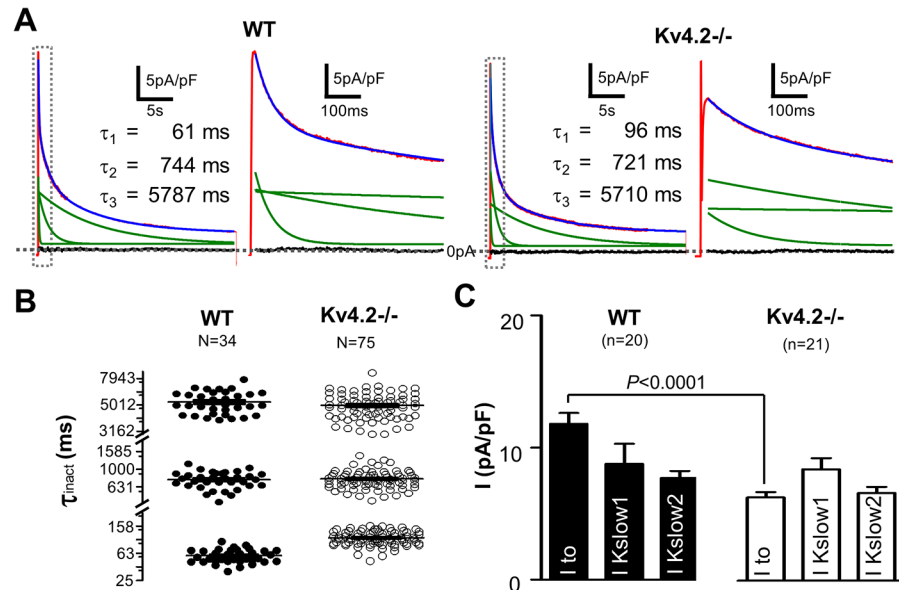 A
WT
Kv4.2-/-
5pA/pF
5s
5pA/pF
100ms
5pA/pF
5s
5pA/pF
100ms
τ1 = 61 ms
τ2 = 744 ms
τ3 = 5787 ms
τ1 = 96 ms
τ2 = 721 ms
τ3 = 5710 ms
0pA
B
WT
N=34
Kv4.2-/-
N=75
τinact (ms)
7943
5012
3162
1585
1000
631
158
63
25
C
WT
(n=20)
Kv4.2-/-
(n=21)
P<0.0001
I (pA/pF)
20
10
0
I to
I Kslow1
I Kslow2
I to
I Kslow1
I Kslow2